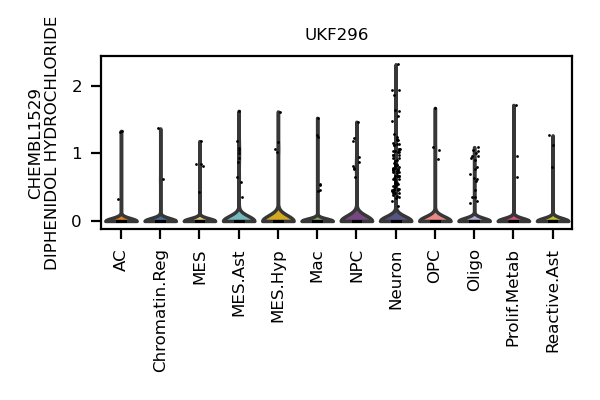 UKF296
CHEMBL1529
DIPHENIDOL HYDROCHLORIDE
2
1
0
AC
Chromatin.Reg
MES
MES.Ast
MES.Hyp
Mac
NPC
Neuron
OPC
Oligo
Prolif.Metab
Reactive.Ast